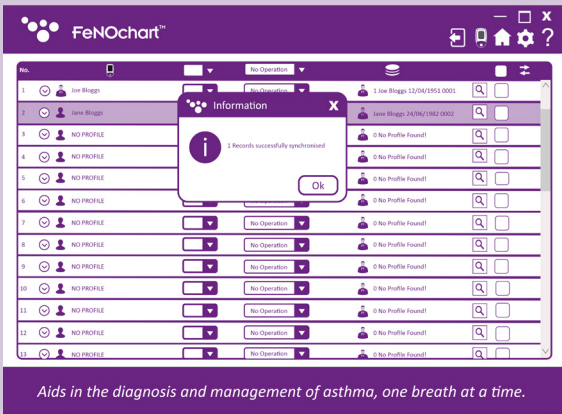 FeNOchart™
No. No Operation
1 Joe Bloggs No Operation 1 Joe Bloggs 12/04/1951 0001
2 Jane Bloggs Jane Bloggs 24/06/1982 0002
3 NO PROFILE 0 No Profile Found!
4 NO PROFILE 0 No Profile Found!
5 NO PROFILE 0 No Profile Found!
6 NO PROFILE No Operation 0 No Profile Found!
7 NO PROFILE No Operation 0 No Profile Found!
8 NO PROFILE No Operation 0 No Profile Found!
9 NO PROFILE No Operation 0 No Profile Found!
10 NO PROFILE No Operation 0 No Profile Found!
11 NO PROFILE No Operation 0 No Profile Found!
12 NO PROFILE No Operation 0 No Profile Found!
13 NO PROFILE No Operation 0 No Profile Found!
Information X
1 Records successfully synchronised
Ok
Aids in the diagnosis and management of asthma, one breath at a time.